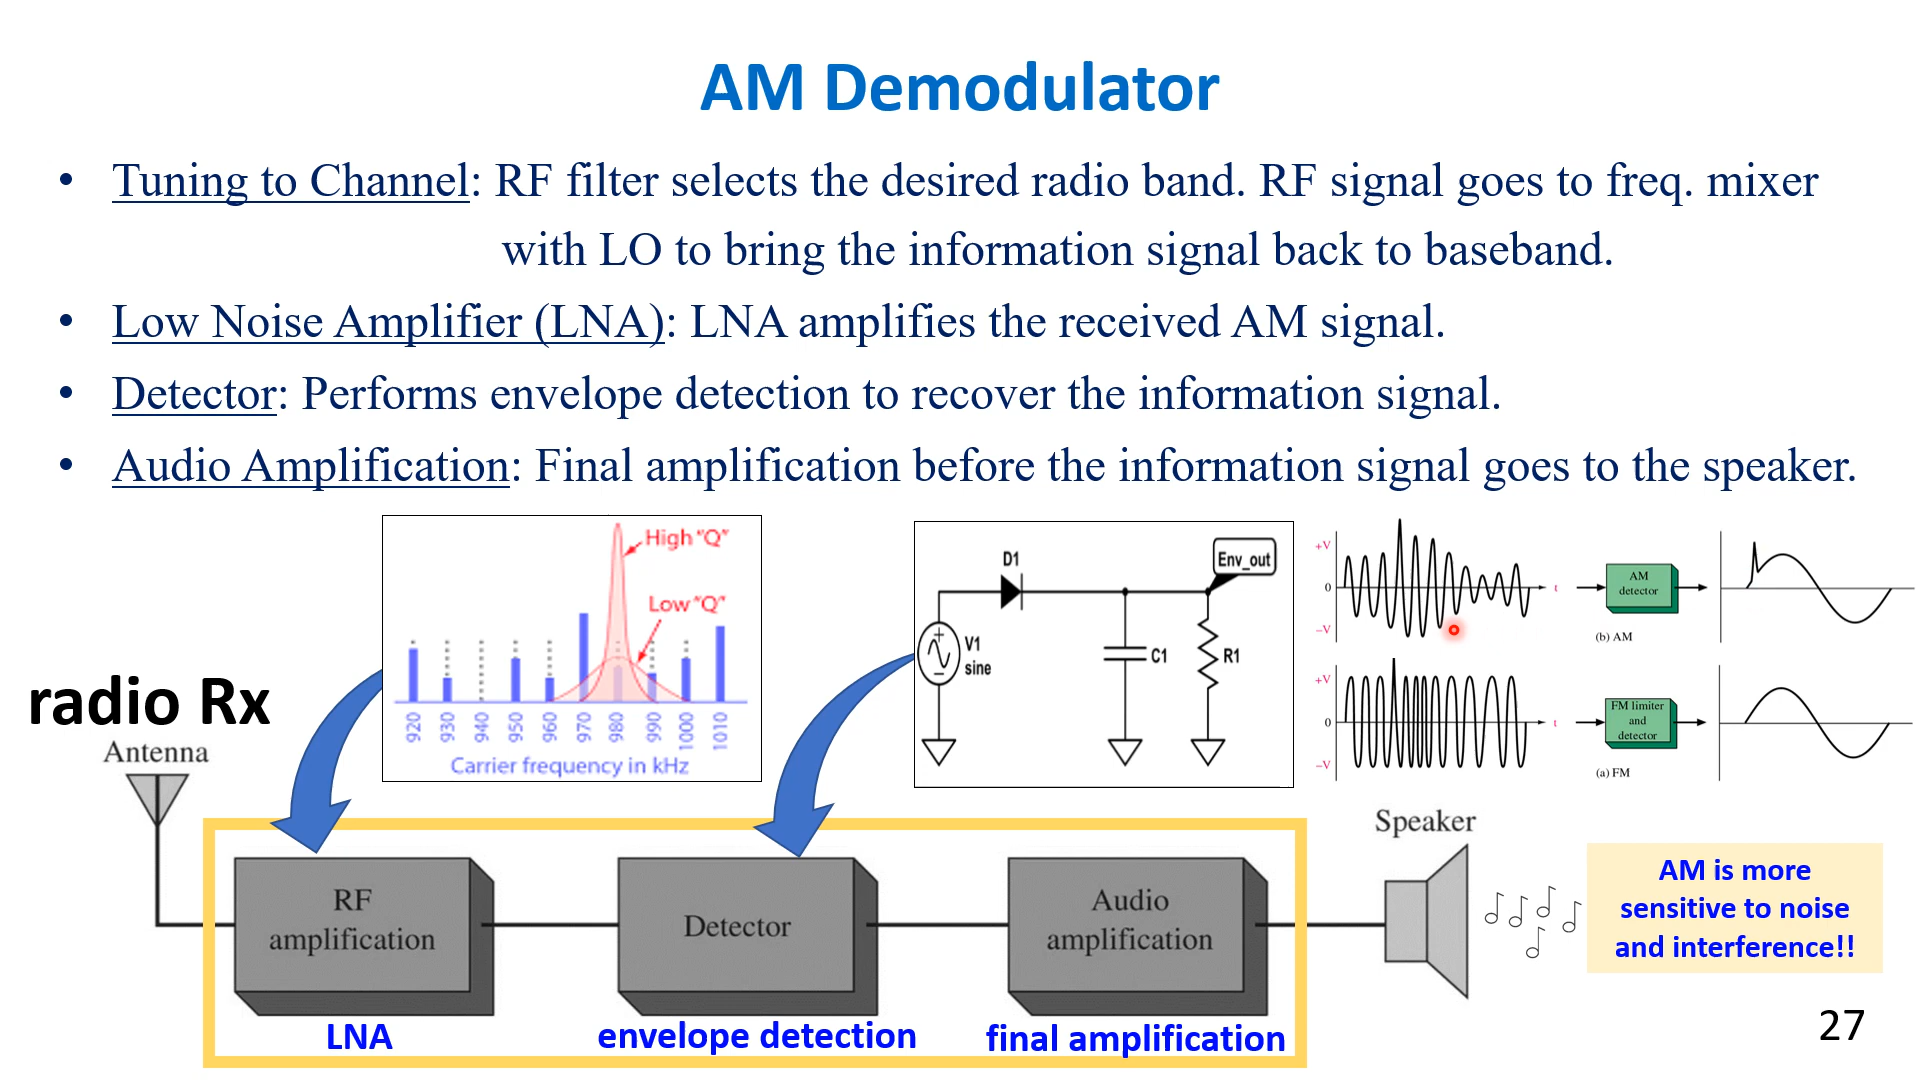 AM Demodulator
• Tuning to Channel: RF filter selects the desired radio band. RF signal goes to freq. mixer
with LO to bring the information signal back to baseband.
• Low Noise Amplifier (LNA): LNA amplifies the received AM signal.
• Detector: Performs envelope detection to recover the information signal.
• Audio Amplification: Final amplification before the information signal goes to the speaker.
High "Q"
Low "Q"
920 930 940 950 960 970 980 990 1000 1010
Carrier frequency in kHz
D1
Env_out
V1
sine
C1
R1
+V
0
–V
t
AM
detector
(b) AM
+V
0
–V
t
FM limiter
and
detector
(a) FM
radio Rx
Antenna
RF
amplification
Detector
Audio
amplification
Speaker
LNA
envelope detection
final amplification
AM is more
sensitive to noise
and interference!!
27